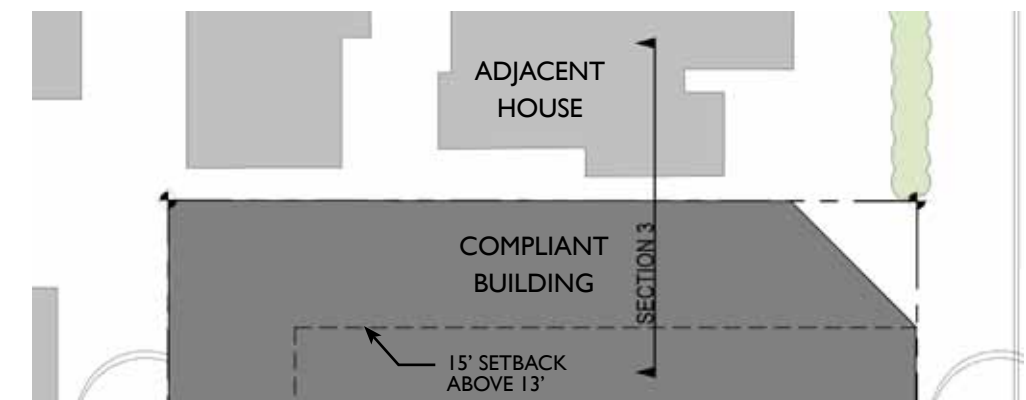 ADJACENT
HOUSE
COMPLIANT
BUILDING
SECTION 3
15' SETBACK
ABOVE 13'